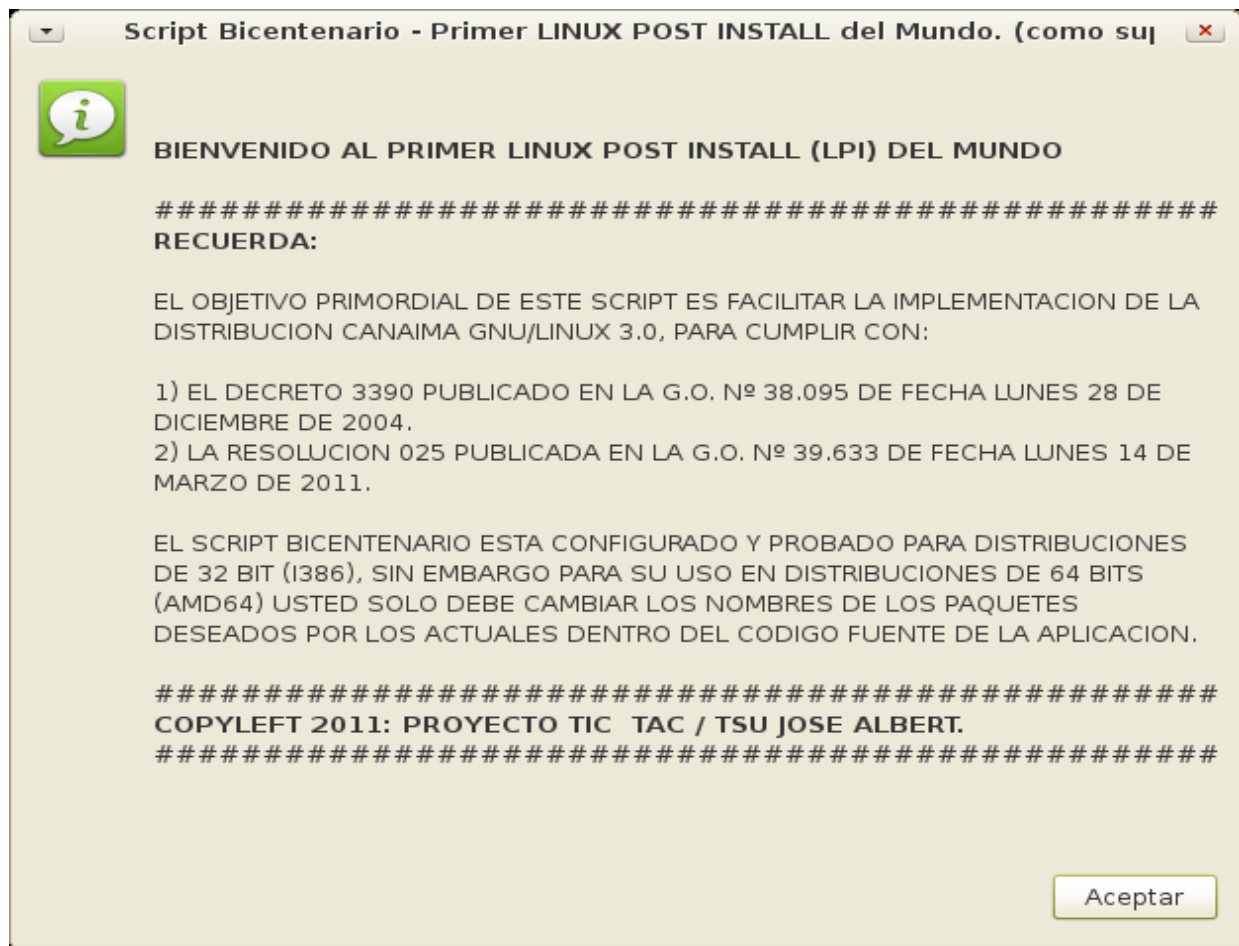 Script Bicentenario - Primer LINUX POST INSTALL del Mundo. (como
BIENVENIDO AL PRIMER LINUX POST INSTALL (LPI) DEL MUNDO
#################################################
RECUERDA:
EL OBJETIVO PRIMORDIAL DE ESTE SCRIPT ES FACILITAR LA IMPLEMENTACION DE LA
DISTRIBUCION CANAIMA GNU/LINUX 3.0, PARA CUMPLIR CON:
1) EL DECRETO 3390 PUBLICADO EN LA G.O. Nº 38.095 DE FECHA LUNES 28 DE
DICIEMBRE DE 2004.
2) LA RESOLUCION 025 PUBLICADA EN LA G.O. Nº 39.633 DE FECHA LUNES 14 DE
MARZO DE 2011.
EL SCRIPT BICENTENARIO ESTA CONFIGURADO Y PROBADO PARA DISTRIBUCIONES
DE 32 BIT (I386), SIN EMBARGO PARA SU USO EN DISTRIBUCIONES DE 64 BITS
(AMD64) USTED SOLO DEBE CAMBIAR LOS NOMBRES DE LOS PAQUETES
DESEADOS POR LOS ACTUALES DENTRO DEL CODIGO FUENTE DE LA APLICACION.
#################################################
COPYLEFT 2011: PROYECTO TIC  TAC / TSU JOSE ALBERT.
#################################################
Aceptar